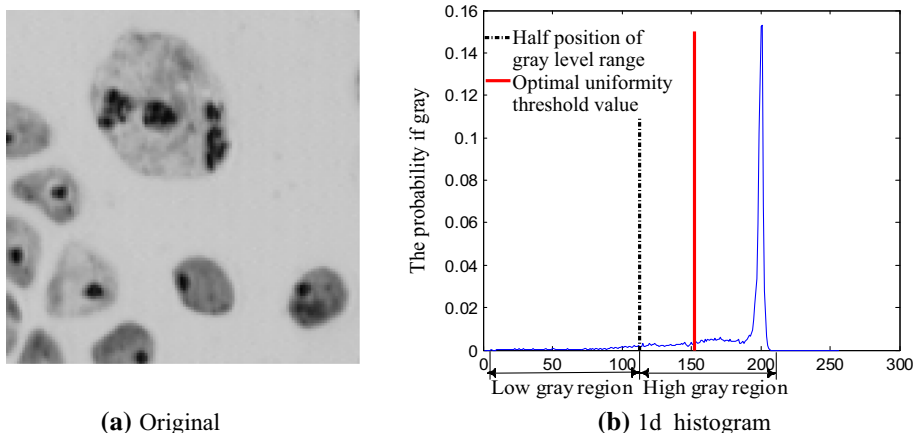 0.16
0.14
0.12
0.1
0.08
0.06
0.04
0.02
0
The probability if gray
Half position of
gray level range
Optimal uniformity
threshold value
0 50 100 150 200 250 300
Low gray region High gray region
(a) Original
(b) 1d histogram